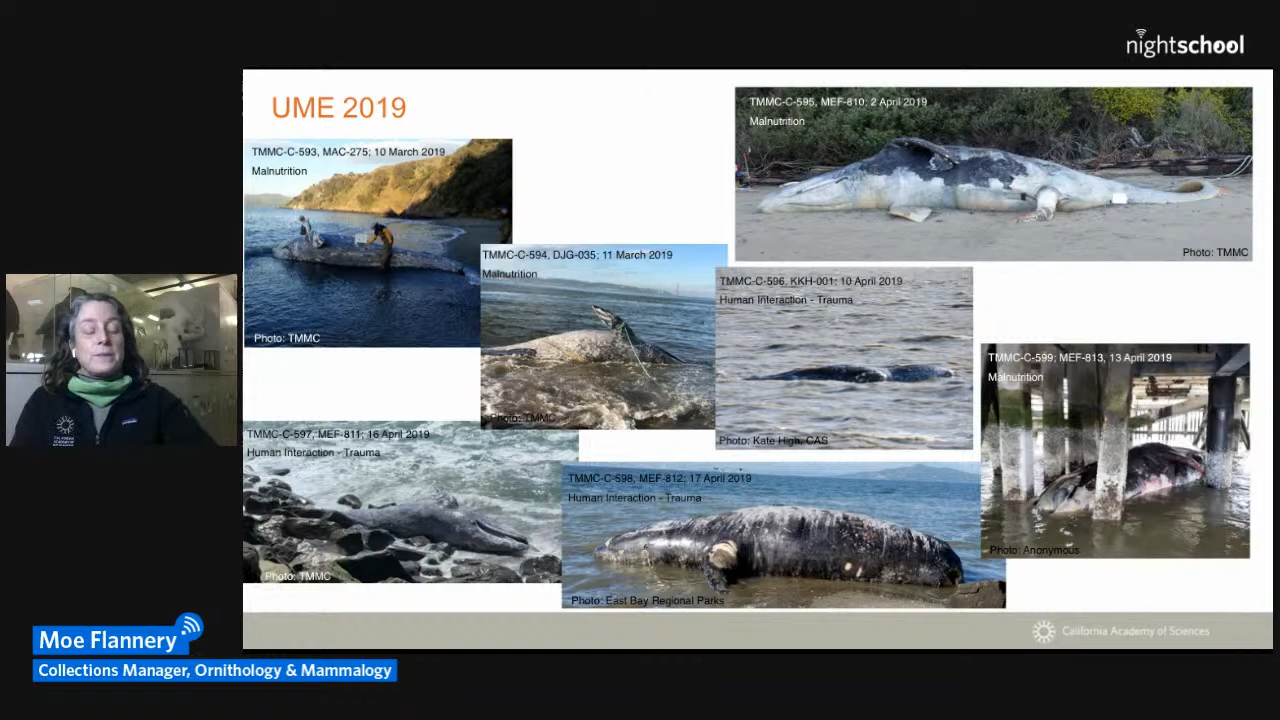 nightschool
UME 2019
TMMC-C-593, MAC-275; 10 March 2019
Malnutrition
Photo: TMMC
TMMC-C-594, DJG-035; 11 March 2019
Malnutrition
Photo: TMMC
TMMC-C-595, MEF-810; 2 April 2019
Malnutrition
Photo: TMMC
TMMC-C-596, KKH-001; 10 April 2019
Human Interaction - Trauma
Photo: Kate High, CAS
TMMC-C-599; MEF-813, 13 April 2019
Malnutrition
Photo: Anonymous
TMMC-C-597, MEF-811; 16 April 2019
Human Interaction - Trauma
Photo: TMMC
TMMC-C-598, MEF-812; 17 April 2019
Human Interaction - Trauma
Photo: East Bay Regional Parks
California Academy of Sciences
Moe Flannery
Collections Manager, Ornithology & Mammalogy